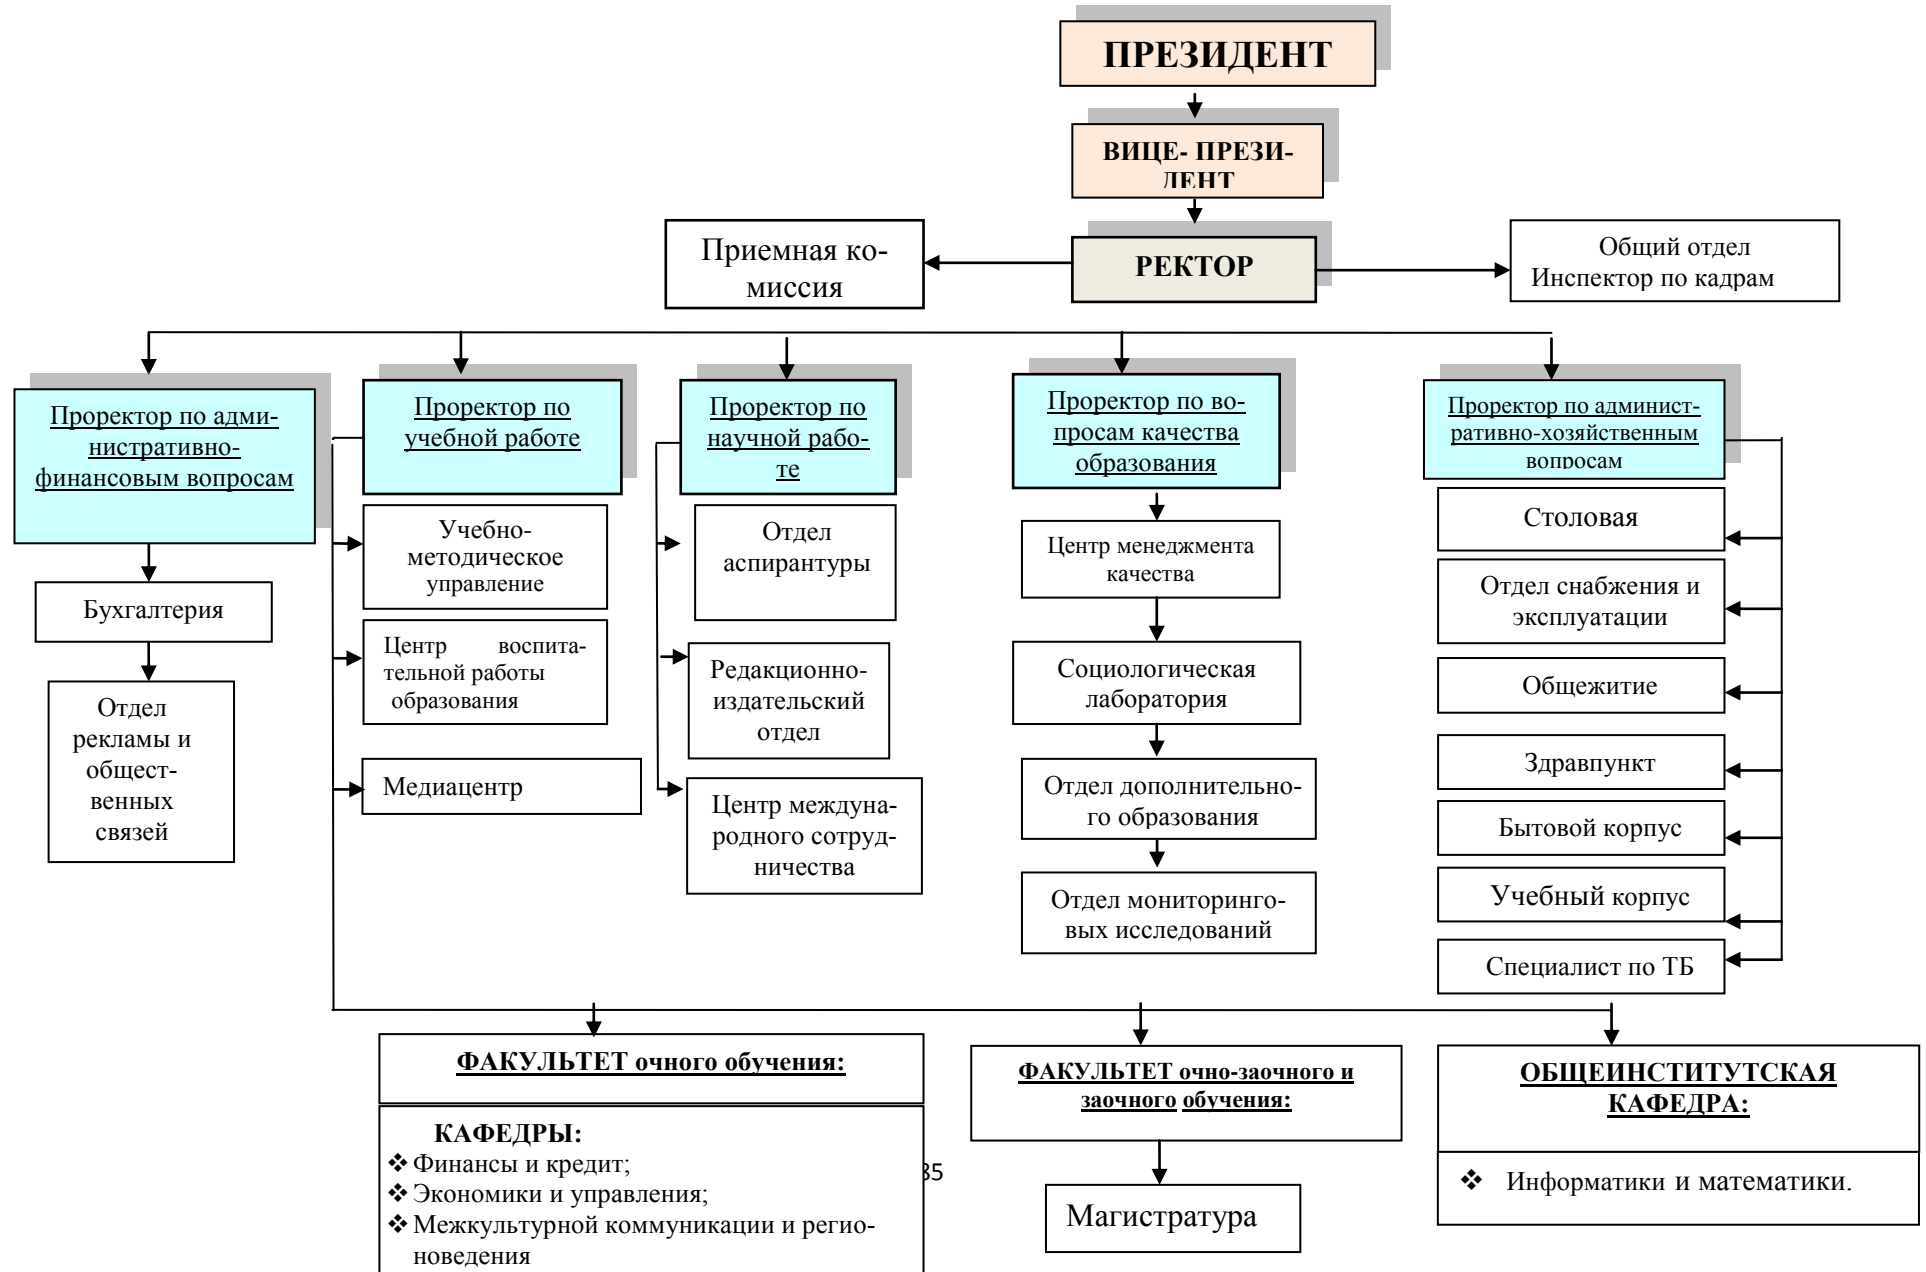 ПРЕЗИДЕНТ
ВИЦЕ- ПРЕЗИ-
ДЕНТ
Приемная ко-
миссия
РЕКТОР
Общий отдел
Инспектор по кадрам
Проректор по адми-
нистративно-
финансовым вопросам
Бухгалтерия
Отдел
рекламы и
общест-
венных
связей
Проректор по
учебной работе
Учебно-
методическое
управление
Центр воспита-
тельной работы
образования
Медиацентр
Проректор по
научной рабо-
те
Отдел
аспирантуры
Редакционно-
издательский
отдел
Центр междуна-
родного сотруд-
ничества
Проректор по во-
просам качества
образования
Центр менеджмента
качества
Социологическая
лаборатория
Отдел дополнительно-
го образования
Отдел мониторинго-
вых исследований
Проректор по админист-
ративно-хозяйственным
вопросам
Столовая
Отдел снабжения и
эксплуатации
Общежитие
Здравпункт
Бытовой корпус
Учебный корпус
Специалист по ТБ
ФАКУЛЬТЕТ очного обучения:
КАФЕДРЫ:
❖ Финансы и кредит;
❖ Экономики и управления;
❖ Межкультурной коммуникации и регио-
новедения
ФАКУЛЬТЕТ очно-заочного и
заочного обучения:
Магистратура
ОБЩЕИНСТИТУТСКАЯ
КАФЕДРА:
❖ Информатики и математики.